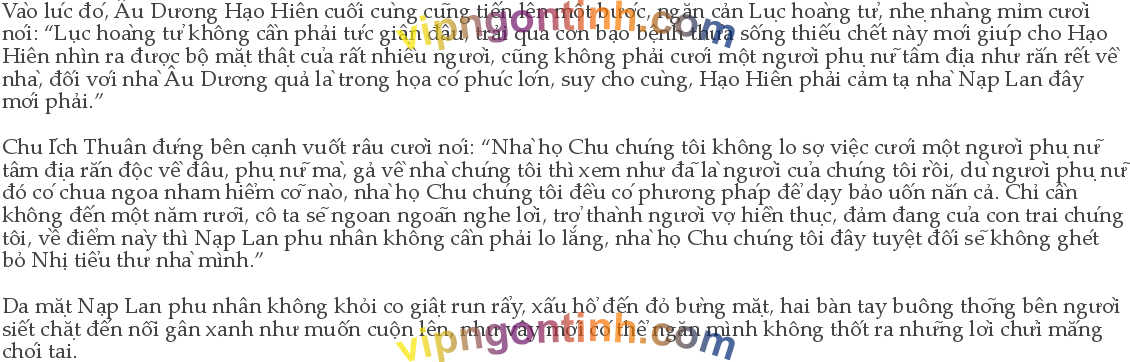 Vào lúc đó, Âu Dương Hạo Hiên cuối cùng cũng tiến lên một bước, ngăn cản Lục hoàng tử, nhẹ nhàng mỉm cười
nói: “Lục hoàng tử không cần phải tức giận đâu, trải qua cơn bạo bệnh thừa sống thiếu chết này mới giúp cho Hạo
Hiên nhìn ra được bộ mặt thật của rất nhiều người, cũng không phải cưới một người phụ nữ tâm địa như rắn rết về
nhà, đối với nhà Âu Dương quả là trong họa có phúc lớn, suy cho cùng, Hạo Hiên phải cảm tạ nhà Nạp Lan đây
mới phải.”
Chu Ích Thuân đứng bên cạnh vuốt râu cười nói: “Nhà họ Chu chúng tôi không lo sợ việc cưới một người phụ nữ
tâm địa rắn độc về đâu, phụ nữ mà, gả về nhà chúng tôi thì xem như đã là người của chúng tôi rồi, dù người phụ nữ
đó có chua ngoa nham hiểm cỡ nào, nhà họ Chu chúng tôi đều có phương pháp để dạy bảo uốn nắn cả. Chỉ cần
không đến một năm rưỡi, cô ta sẽ ngoan ngoãn nghe lời, trở thành người vợ hiền thục, đảm đang của con trai chúng
tôi, về điểm này thì Nạp Lan phu nhân không cần phải lo lắng, nhà họ Chu chúng tôi đây tuyệt đối sẽ không ghét
bỏ Nhị tiểu thư nhà mình.”
Da mặt Nạp Lan phu nhân không khỏi co giật run rẩy, xấu hổ đến đỏ bừng mặt, hai bàn tay buông thõng bên người
siết chặt đến nỗi gân xanh như muốn cuộn lên, như vậy mới có thể ngăn mình không thốt ra những lời chửi mắng
chói tai.
vipngontinh.com
vipngontinh.com